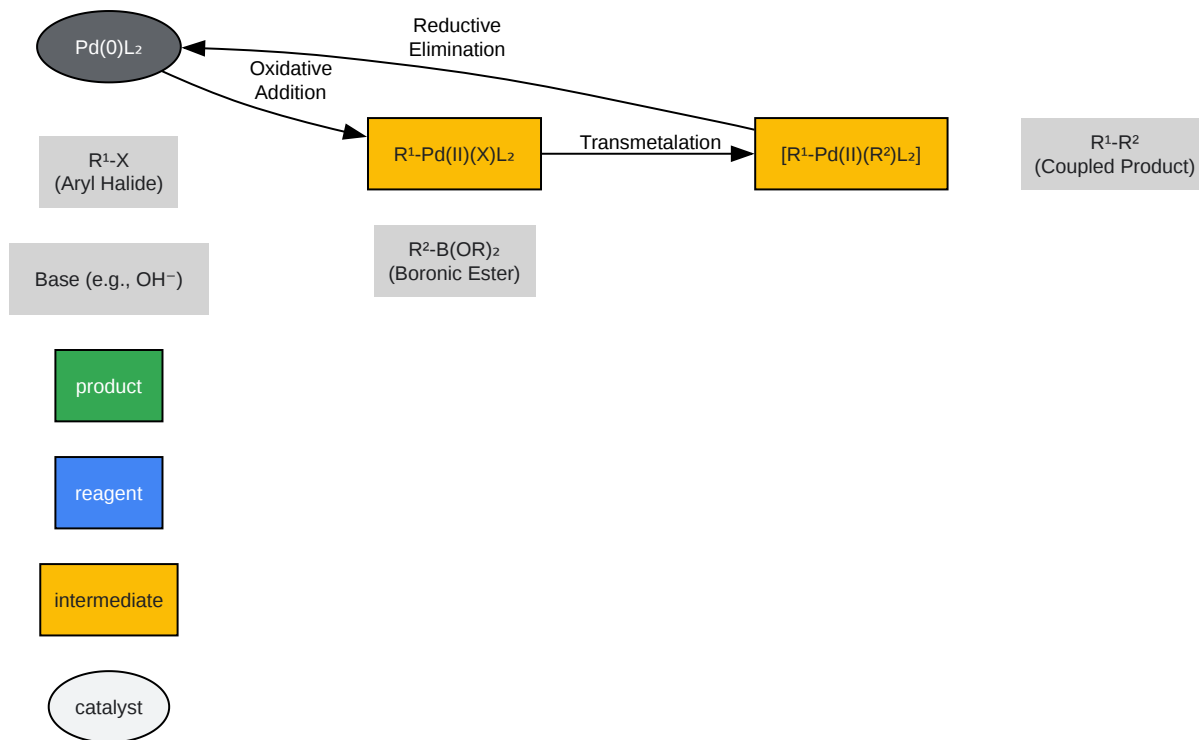 Reductive
Elimination
Pd(0)L₂
Oxidative
Addition
R¹-X
(Aryl Halide)
R¹-Pd(II)(X)L₂
Transmetalation
[R¹-Pd(II)(R²)L₂]
R¹-R²
(Coupled Product)
Base (e.g., OH⁻)
R²-B(OR)₂
(Boronic Ester)
product
reagent
intermediate
catalyst